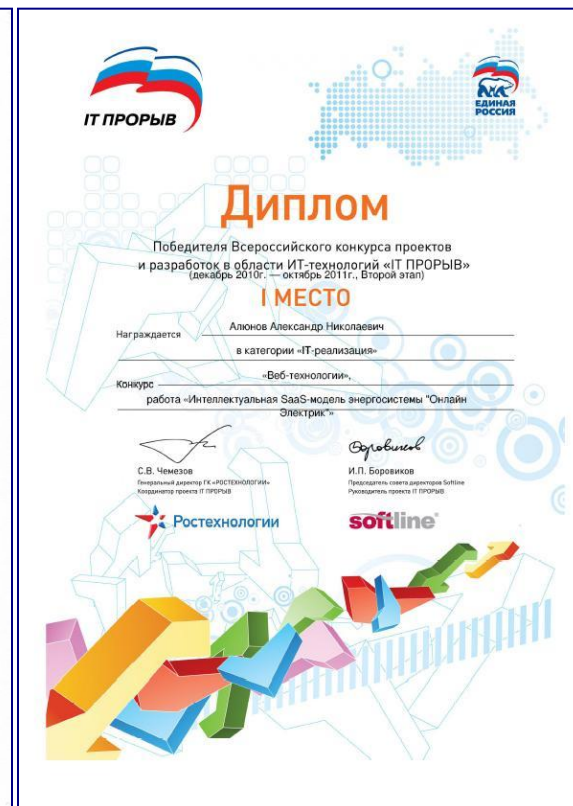 IT ПРОРЫВ
ЕДИНАЯ
РОССИЯ
Диплом
Победителя Всероссийского конкурса проектов
и разработок в области ИТ-технологий «IT ПРОРЫВ»
(декабрь 2010г. — октябрь 2011г., Второй этап)
I МЕСТО
Награждается Алюнов Александр Николаевич
в категории «IT-реализация»
Конкурс «Веб-технологии»,
работа «Интеллектуальная SaaS-модель энергосистемы "Онлайн
Электрик"»
Боровиков
С.В. Чемезов
Генеральный директор ГК «РОСТЕХНОЛОГИИ»
Координатор проекта IT ПРОРЫВ
И.П. Боровиков
Председатель совета директоров Softline
Руководитель проекта IT ПРОРЫВ
Ростехнологии
softline®